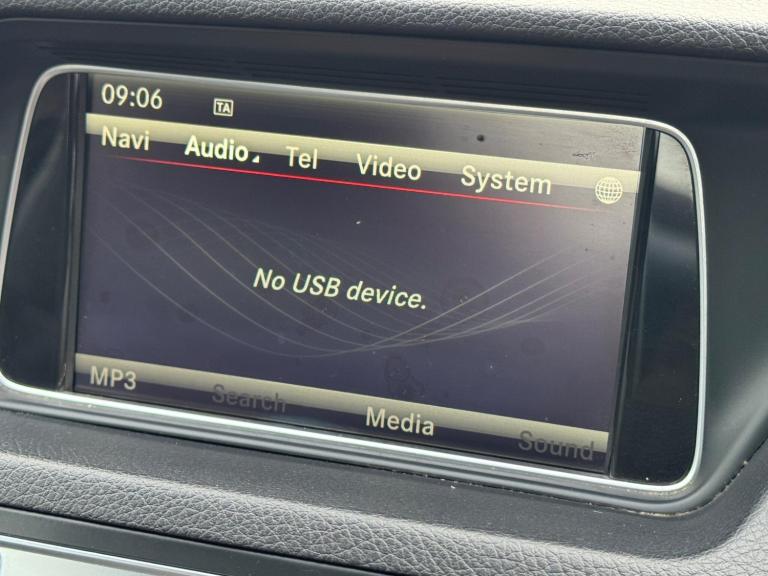 09:06 TA
Navi Audio Tel Video System
No USB device.
MP3 Search Media Sound